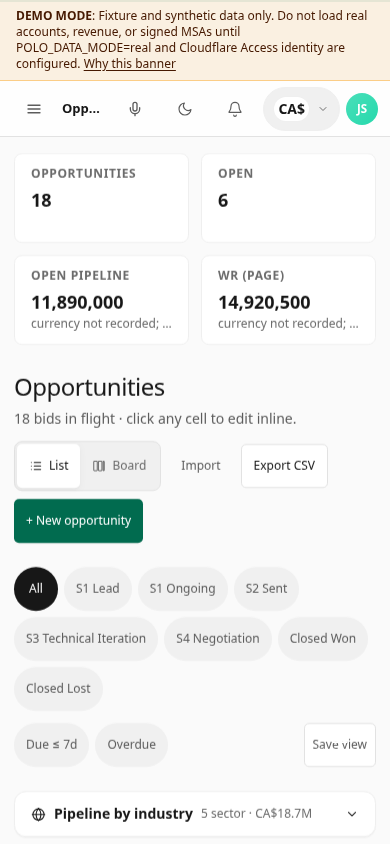 DEMO MODE: Fixture and synthetic data only. Do not load real
accounts, revenue, or signed MSAs until
POLO_DATA_MODE=real and Cloudflare Access identity are
configured. Why this banner
Opp... CA$ JS
OPPORTUNITIES OPEN
18 6
OPEN PIPELINE WR (PAGE)
11,890,000 14,920,500
currency not recorded; ... currency not recorded; ...
Opportunities
18 bids in flight · click any cell to edit inline.
List Board Import Export CSV
+ New opportunity
All S1 Lead S1 Ongoing S2 Sent
S3 Technical Iteration S4 Negotiation Closed Won
Closed Lost
Due ≤ 7d Overdue Save view
Pipeline by industry 5 sector · CA$18.7M